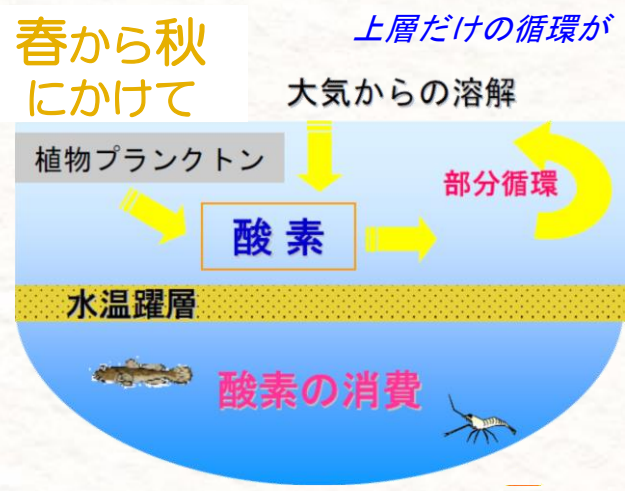 春から秋
にかけて
上層だけの循環が
大気からの溶解
植物プランクトン
部分循環
酸素
水温躍層
酸素の消費